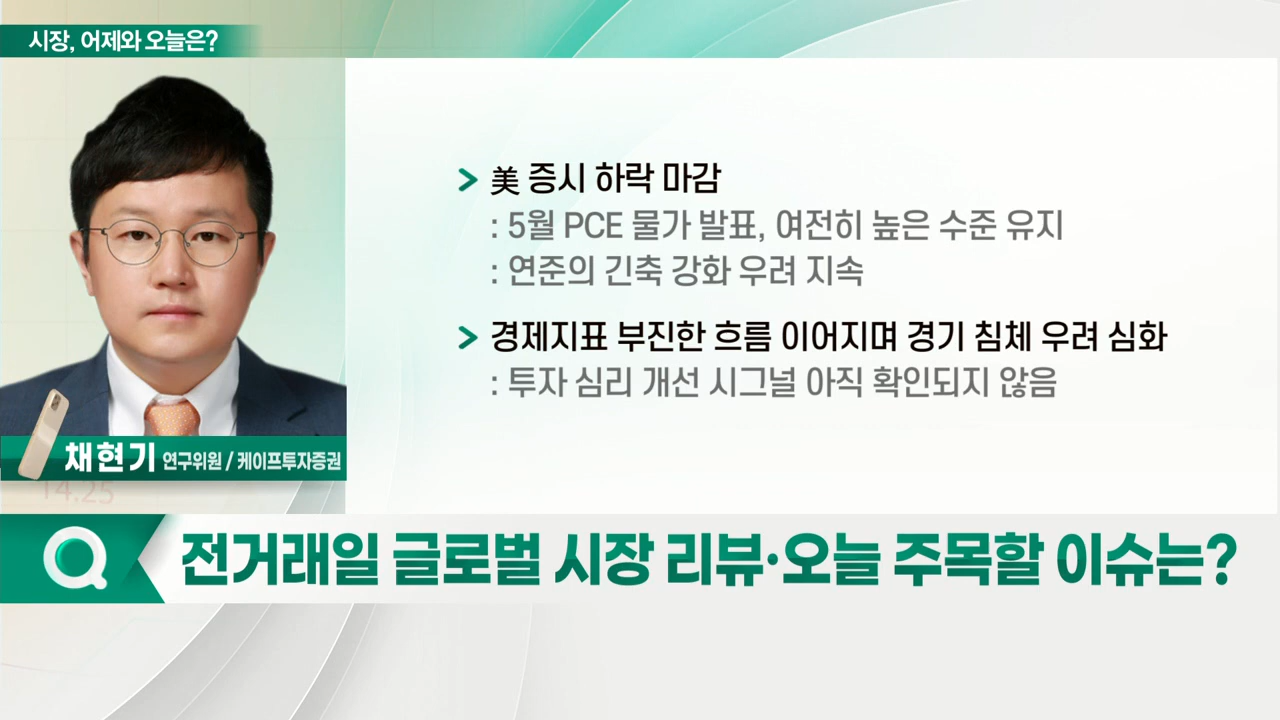 시장, 어제와 오늘은?
> 美 증시 하락 마감
: 5월 PCE 물가 발표, 여전히 높은 수준 유지
: 연준의 긴축 강화 우려 지속
> 경제지표 부진한 흐름 이어지며 경기 침체 우려 심화
: 투자 심리 개선 시그널 아직 확인되지 않음
채현기 연구위원 / 케이프투자증권
14.25
Q 전거래일 글로벌 시장 리뷰·오늘 주목할 이슈는?